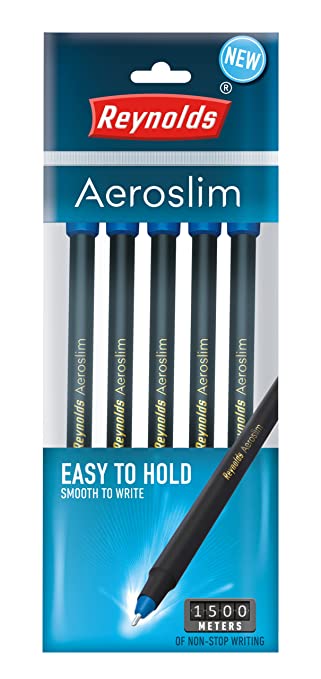 NEW
Reynolds®
Aeroslim
Reynolds Aeroslim
Reynolds Aeroslim
Reynolds Aeroslim
Reynolds Aeroslim
Reynolds Aeroslim
Reynolds Aeroslim
EASY TO HOLD
SMOOTH TO WRITE
1500
METERS
OF NON-STOP WRITING